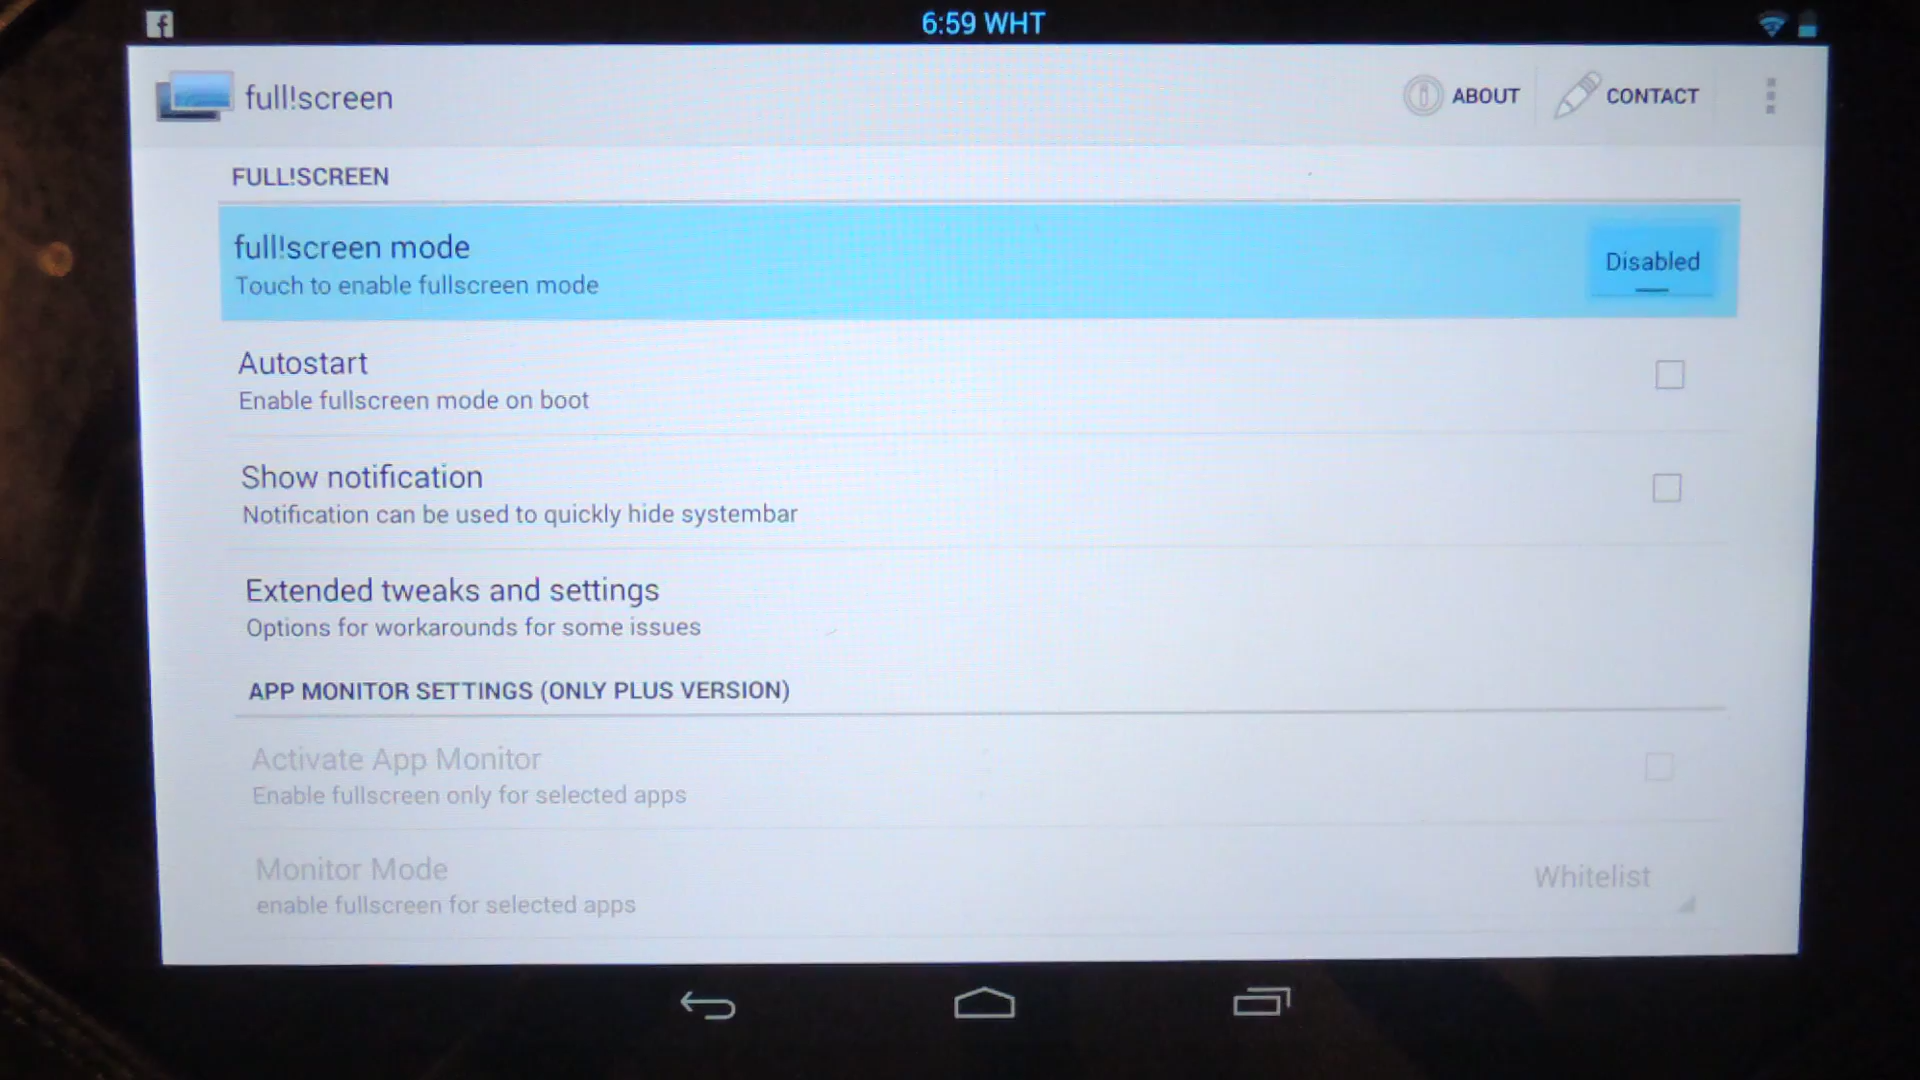 6:59 WHT
full!screen
ABOUT
CONTACT
FULL!SCREEN
full!screen mode
Touch to enable fullscreen mode
Disabled
Autostart
Enable fullscreen mode on boot
Show notification
Notification can be used to quickly hide systembar
Extended tweaks and settings
Options for workarounds for some issues
APP MONITOR SETTINGS (ONLY PLUS VERSION)
Activate App Monitor
Enable fullscreen only for selected apps
Monitor Mode
enable fullscreen for selected apps
Whitelist